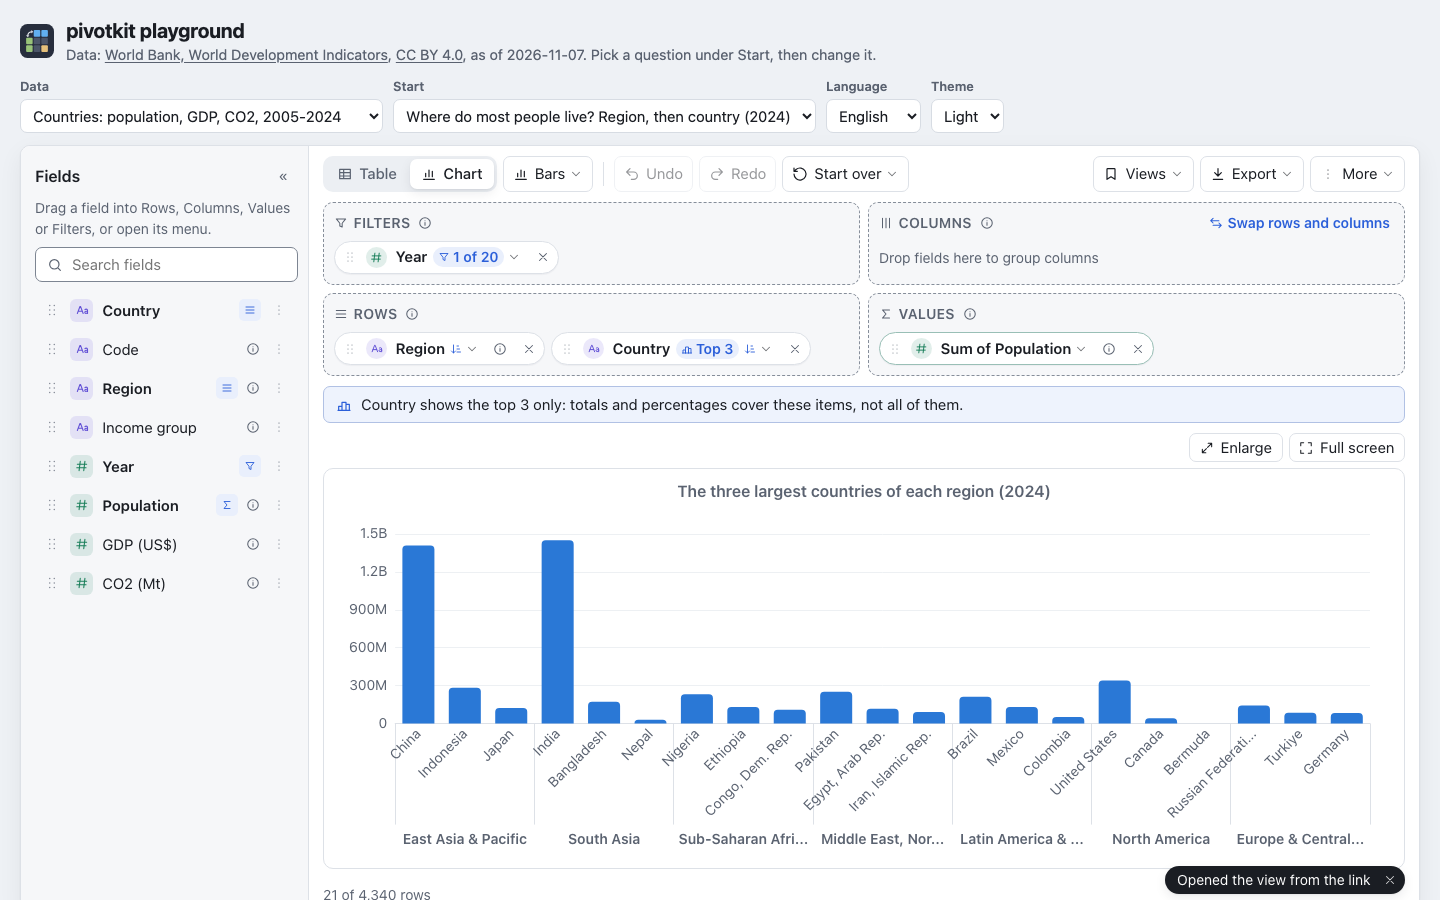 pivotkit playground
Data: World Bank, World Development Indicators, CC BY 4.0, as of 2026-11-07. Pick a question under Start, then change it.
Data
Start
Language
Theme
Countries: population, GDP, CO2, 2005-2024
Where do most people live? Region, then country (2024)
English
Light
Fields
«
Drag a field into Rows, Columns, Values
or Filters, or open its menu.
Search fields
Aa Country
Aa Code
Aa Region
Aa Income group
# Year
# Population Σ
# GDP (US$)
# CO2 (Mt)
Table
Chart
Bars
Undo
Redo
Start over
Views
Export
More
FILTERS
# Year 1 of 20
COLUMNS
Swap rows and columns
Drop fields here to group columns
ROWS
Aa Region
Aa Country Top 3
Σ VALUES
# Sum of Population
Country shows the top 3 only: totals and percentages cover these items, not all of them.
Enlarge
Full screen
The three largest countries of each region (2024)
1.5B
1.2B
900M
600M
300M
0
China
Indonesia
Japan
India
Bangladesh
Nepal
Nigeria
Ethiopia
Congo, Dem. Rep.
Pakistan
Egypt, Arab Rep.
Iran, Islamic Rep.
Brazil
Mexico
Colombia
United States
Canada
Bermuda
Russian Federati...
Turkiye
Germany
East Asia & Pacific
South Asia
Sub-Saharan Afri...
Middle East, Nor...
Latin America & ...
North America
Europe & Central...
21 of 4,340 rows
Opened the view from the link